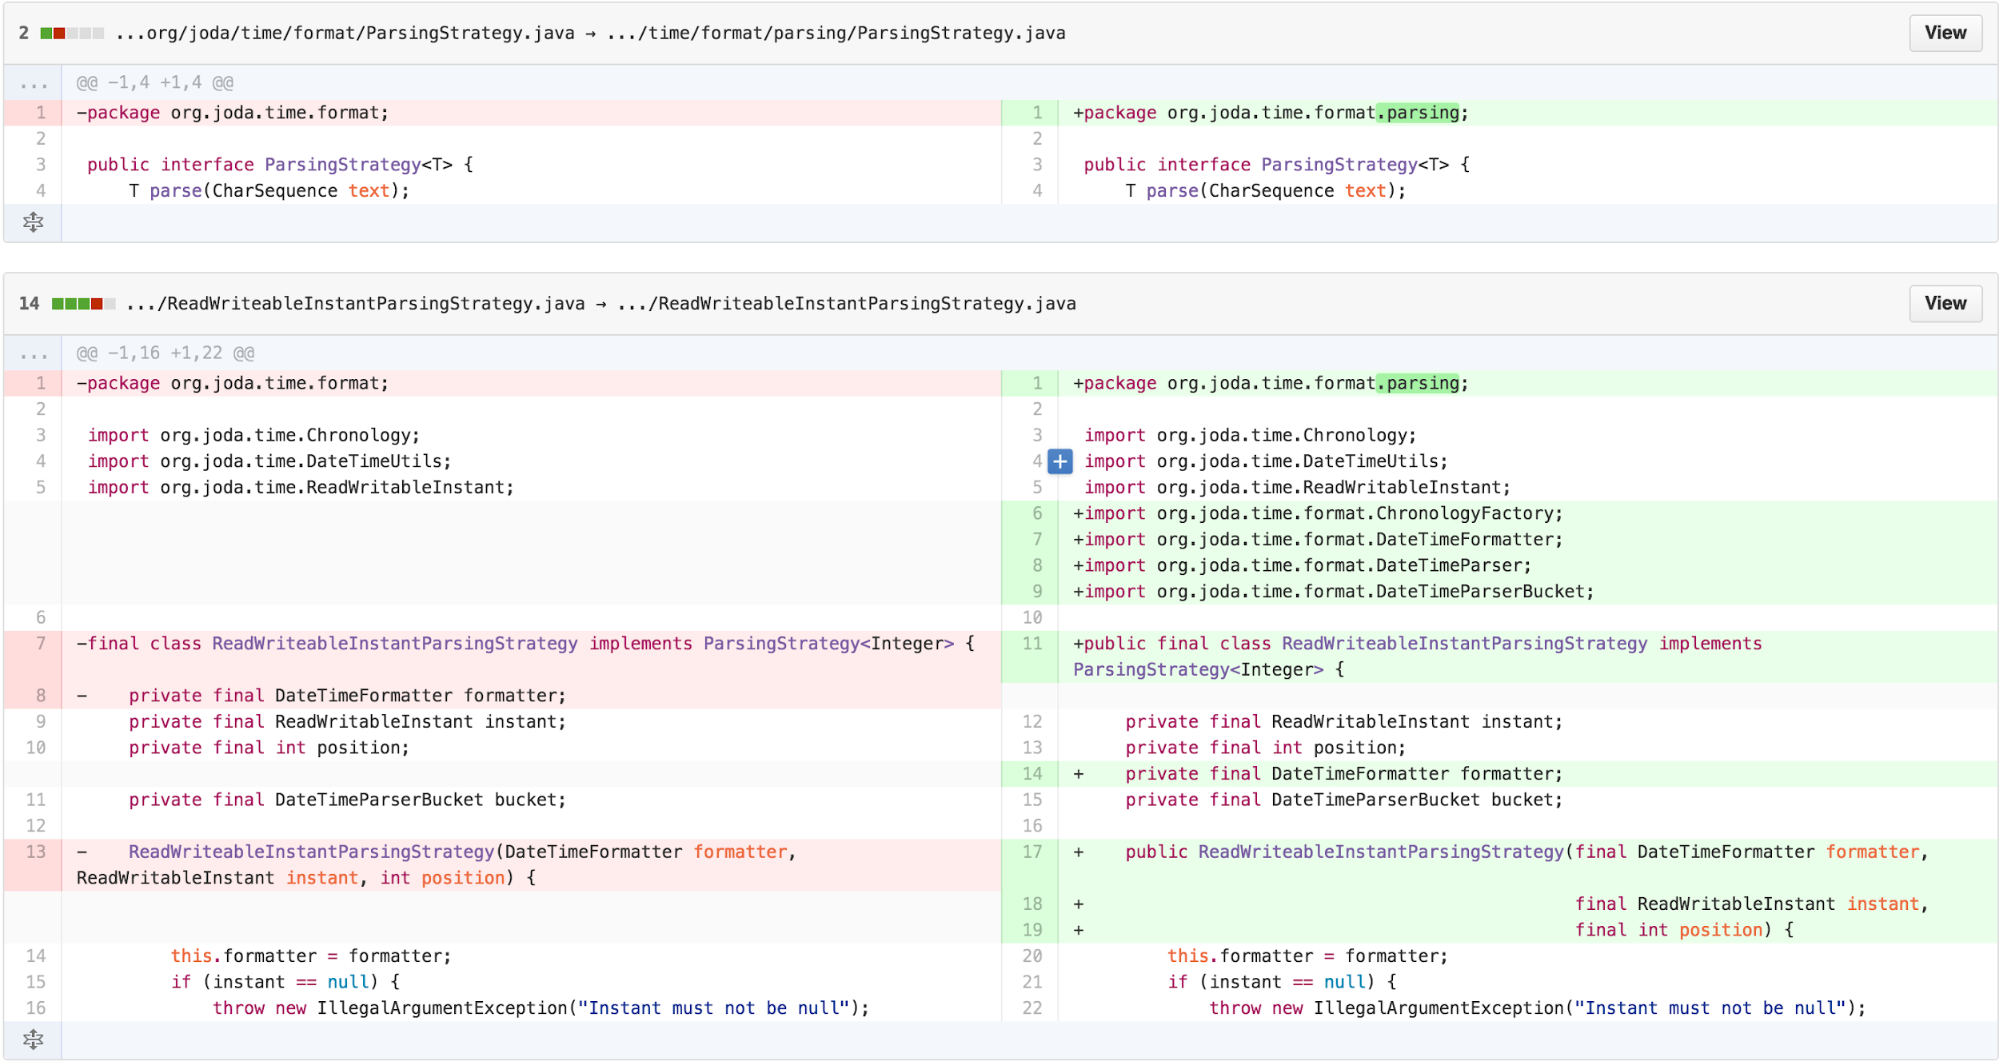 2 ...org/joda/time/format/ParsingStrategy.java → .../time/format/parsing/ParsingStrategy.java View
... @@ -1,4 +1,4 @@
1 -package org.joda.time.format; 1 +package org.joda.time.format.parsing;
2 2
3 public interface ParsingStrategy<T> { 3 public interface ParsingStrategy<T> {
4 T parse(CharSequence text); 4 T parse(CharSequence text);
14 .../ReadWriteableInstantParsingStrategy.java → .../ReadWriteableInstantParsingStrategy.java View
... @@ -1,16 +1,22 @@
1 -package org.joda.time.format; 1 +package org.joda.time.format.parsing;
2 2
3 import org.joda.time.Chronology; 3 import org.joda.time.Chronology;
4 import org.joda.time.DateTimeUtils; 4 + import org.joda.time.DateTimeUtils;
5 import org.joda.time.ReadWritableInstant; 5 import org.joda.time.ReadWritableInstant;
6 +import org.joda.time.format.ChronologyFactory;
7 +import org.joda.time.format.DateTimeFormatter;
8 +import org.joda.time.format.DateTimeParser;
9 +import org.joda.time.format.DateTimeParserBucket;
6 10
7 -final class ReadWriteableInstantParsingStrategy implements ParsingStrategy<Integer> { 11 +public final class ReadWriteableInstantParsingStrategy implements
ParsingStrategy<Integer> {
8 - private final DateTimeFormatter formatter;
9 private final ReadWritableInstant instant; 12 private final ReadWritableInstant instant;
10 private final int position; 13 private final int position;
14 + private final DateTimeFormatter formatter;
11 private final DateTimeParserBucket bucket; 15 private final DateTimeParserBucket bucket;
12 16
13 - ReadWriteableInstantParsingStrategy(DateTimeFormatter formatter, 17 + public ReadWriteableInstantParsingStrategy(final DateTimeFormatter formatter,
ReadWritableInstant instant, int position) {
18 + final ReadWritableInstant instant,
19 + final int position) {
14 this.formatter = formatter; 20 this.formatter = formatter;
15 if (instant == null) { 21 if (instant == null) {
16 throw new IllegalArgumentException("Instant must not be null"); 22 throw new IllegalArgumentException("Instant must not be null");